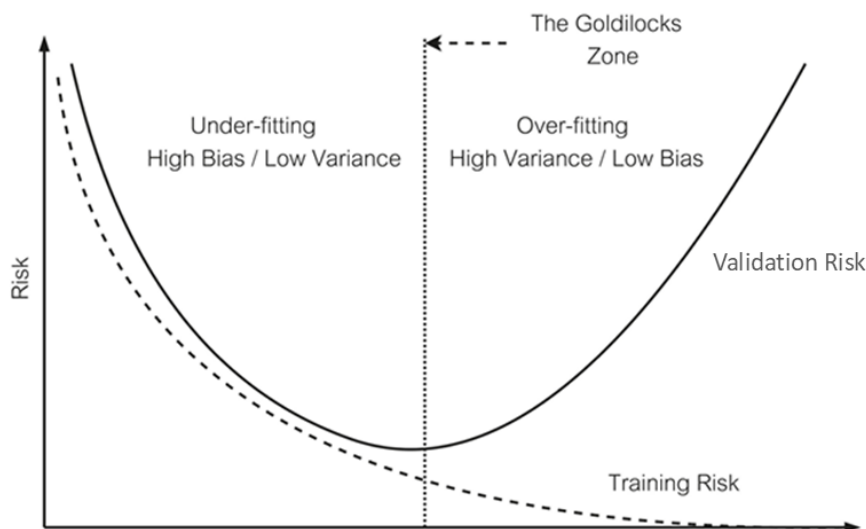 The Goldilocks
Zone
Under-fitting
High Bias / Low Variance
Over-fitting
High Variance / Low Bias
Risk
Validation Risk
Training Risk